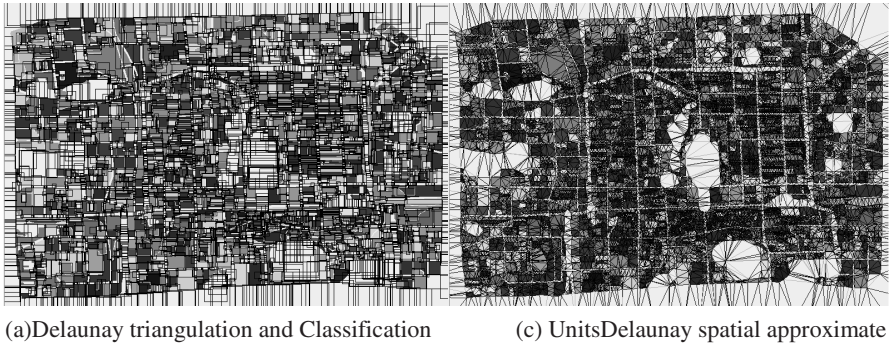 (a)Delaunay triangulation and Classification
(c) UnitsDelaunay spatial approximate